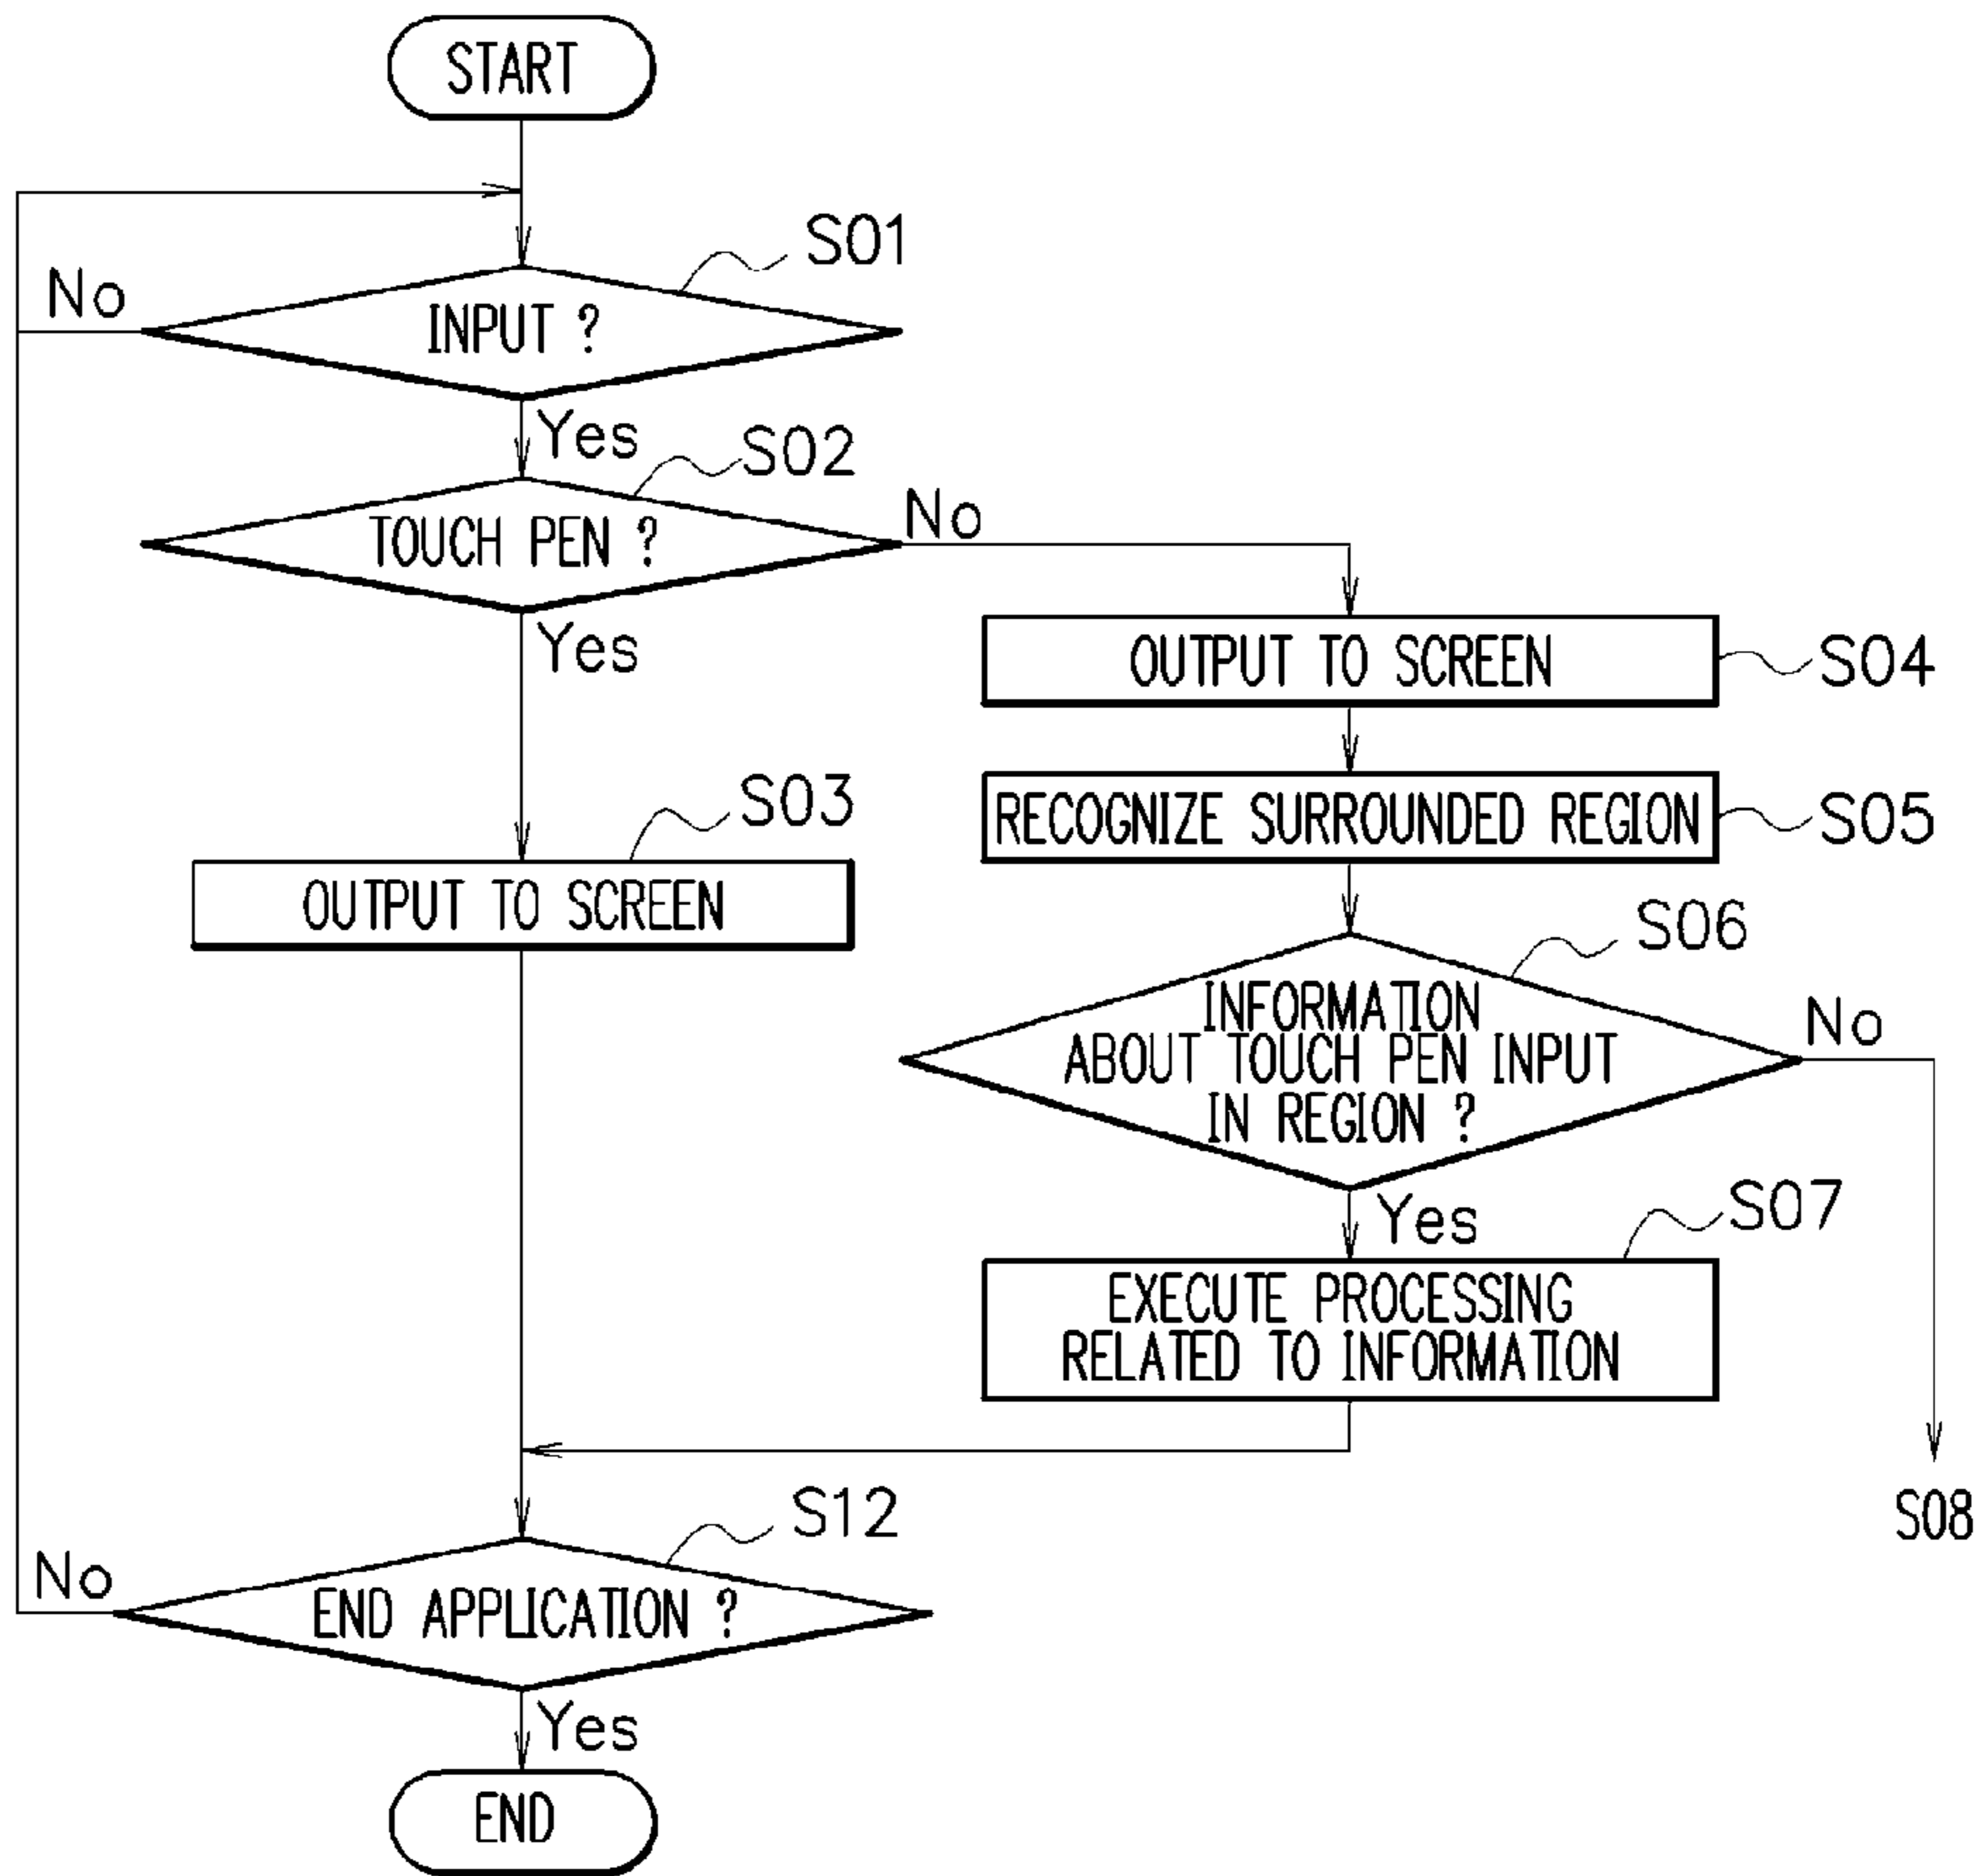 START
S01
No
INPUT ?
Yes
S02
TOUCH PEN ?
No
Yes
OUTPUT TO SCREEN
S04
S03
RECOGNIZE SURROUNDED REGION
S05
OUTPUT TO SCREEN
S06
INFORMATION
ABOUT TOUCH PEN INPUT
IN REGION ?
No
Yes
S07
EXECUTE PROCESSING
RELATED TO INFORMATION
S08
S12
No
END APPLICATION ?
Yes
END